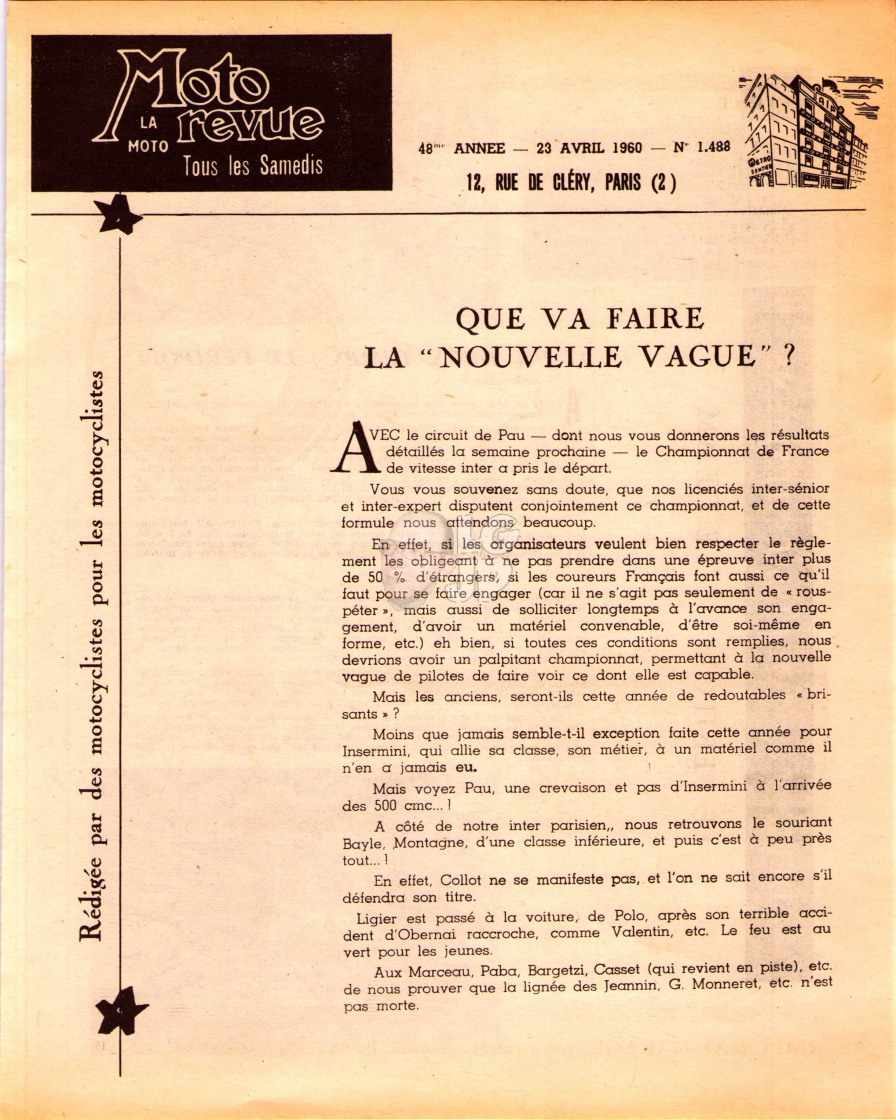 Moto
revue
LA
MOTO
Tous les Samedis
48me ANNEE — 23 AVRIL 1960 — No 1.488
12, RUE DE CLÉRY, PARIS (2)
METRO
SENTIER
Rédigée par des motocyclistes pour les motocyclistes
QUE VA FAIRE
LA “NOUVELLE VAGUE” ?
AVEC le circuit de Pau — dont nous vous donnerons les résultats
détaillés la semaine prochaine — le Championnat de France
de vitesse inter a pris le départ.
Vous vous souvenez sans doute, que nos licenciés inter-sénior
et inter-expert disputent conjointement ce championnat, et de cette
formule nous attendons beaucoup.
En effet, si les organisateurs veulent bien respecter le règle-
ment les obligeant à ne pas prendre dans une épreuve inter plus
de 50 % d'étrangers, si les coureurs Français font aussi ce qu'il
faut pour se faire engager (car il ne s'agit pas seulement de « rous-
péter », mais aussi de solliciter longtemps à l'avance son enga-
gement, d'avoir un matériel convenable, d'être soi-même en
forme, etc.) eh bien, si toutes ces conditions sont remplies, nous
devrions avoir un palpitant championnat, permettant à la nouvelle
vague de pilotes de faire voir ce dont elle est capable.
Mais les anciens, seront-ils cette année de redoutables « bri-
sants » ?
Moins que jamais semble-t-il exception faite cette année pour
Insermini, qui allie sa classe, son métier, à un matériel comme il
n'en a jamais eu.
Mais voyez Pau, une crevaison et pas d'Insermini à l'arrivée
des 500 cmc... !
A côté de notre inter parisien,, nous retrouvons le souriant
Bayle, Montagne, d'une classe inférieure, et puis c'est à peu près
tout... !
En effet, Collot ne se manifeste pas, et l'on ne sait encore s'il
défendra son titre.
Ligier est passé à la voiture, de Polo, après son terrible acci-
dent d'Obernai raccroche, comme Valentin, etc. Le feu est au
vert pour les jeunes.
Aux Marceau, Paba, Bargetzi, Casset (qui revient en piste), etc.
de nous prouver que la lignée des Jeannin, G. Monneret, etc. n'est
pas morte.